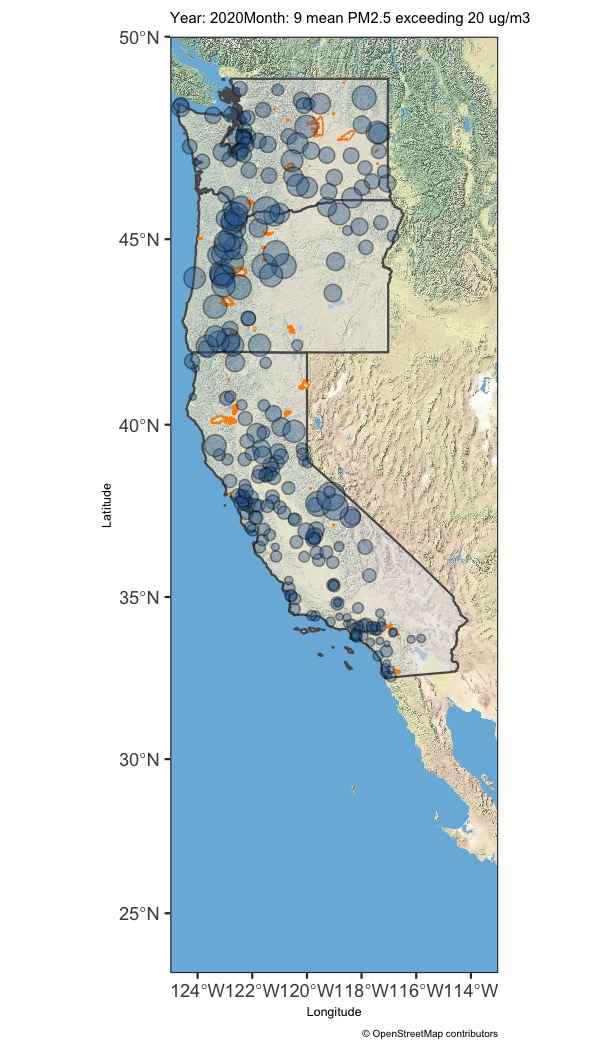 Year: 2020Month: 9 mean PM2.5 exceeding 20 ug/m3
50°N
45°N
40°N
35°N
30°N
25°N
Latitude
124°W122°W120°W118°W116°W114°W
Longitude
© OpenStreetMap contributors